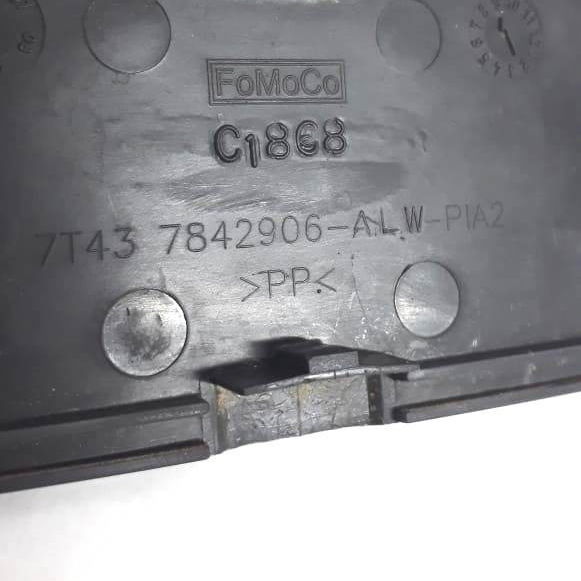 FoMoCo
C1868
7T43 7842906-ALW-PIA2
>PP<